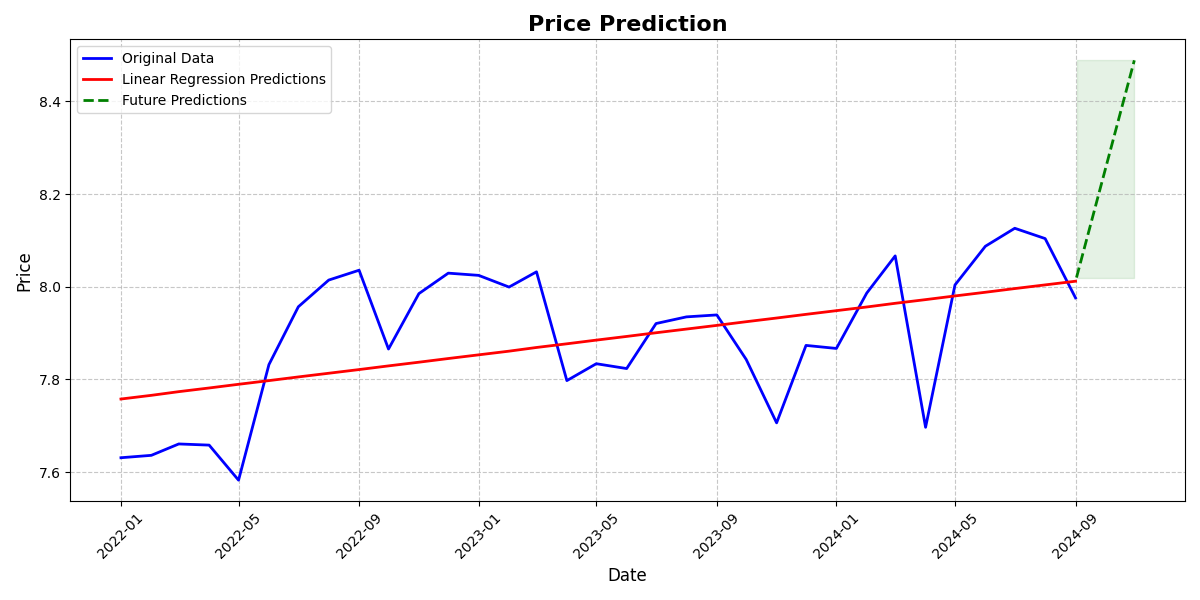 Price Prediction
Original Data
Linear Regression Predictions
Future Predictions
Price
8.4
8.2
8.0
7.8
7.6
2022-01
2022-05
2022-09
2023-01
2023-05
2023-09
2024-01
2024-05
2024-09
Date